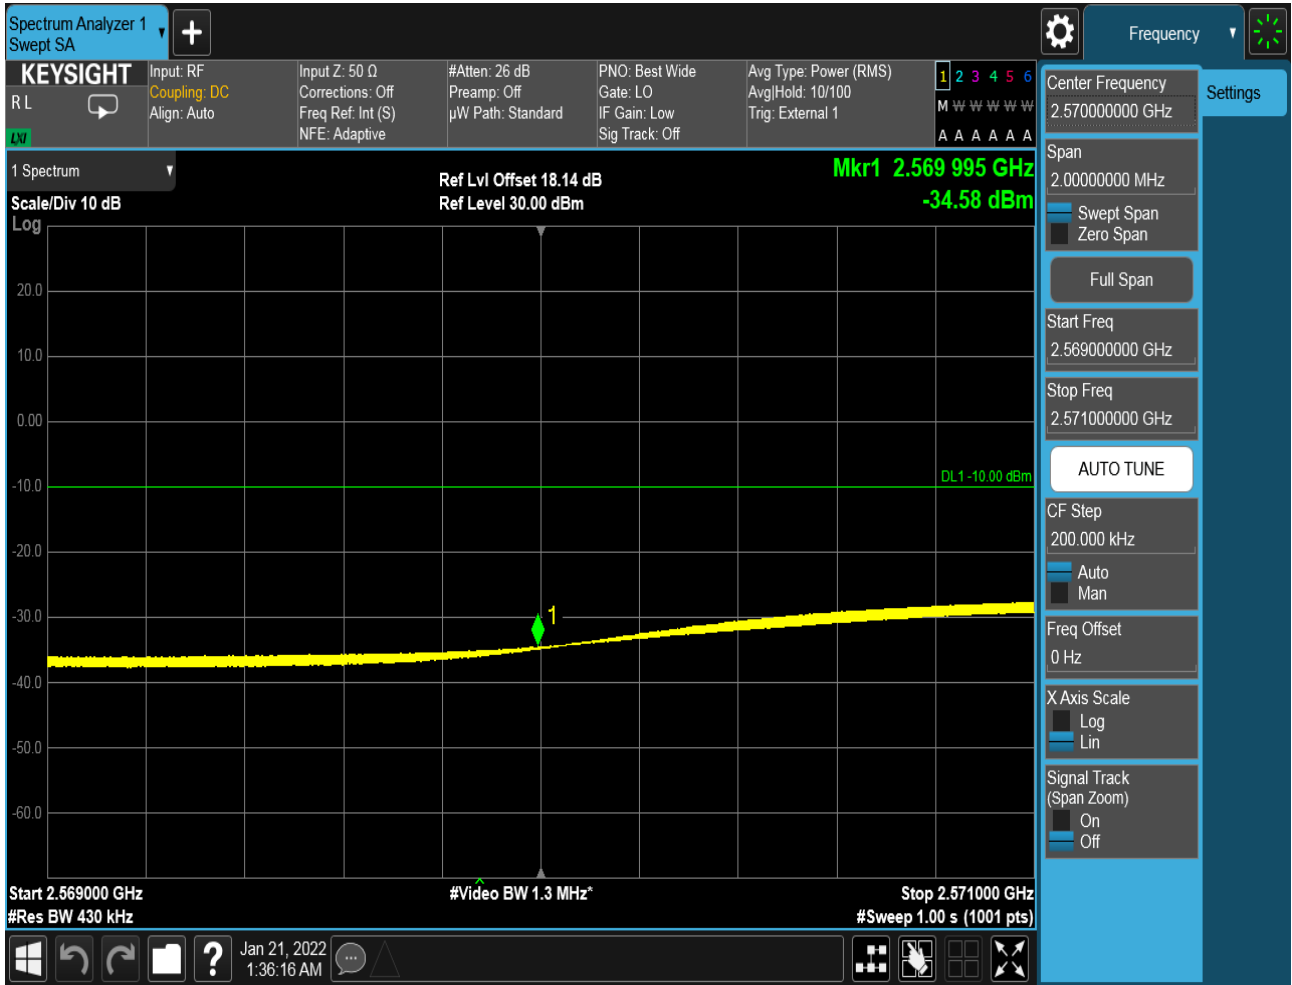 Spectrum Analyzer 1
Swept SA
Frequency
KEYSIGHT
R L
LXI
Input: RF
Coupling: DC
Align: Auto
Input Z: 50 Ω
Corrections: Off
Freq Ref: Int (S)
NFE: Adaptive
#Atten: 26 dB
Preamp: Off
µW Path: Standard
PNO: Best Wide
Gate: LO
IF Gain: Low
Sig Track: Off
Avg Type: Power (RMS)
Avg|Hold: 10/100
Trig: External 1
1 2 3 4 5 6
M W W W W W
A A A A A A
1 Spectrum
Scale/Div 10 dB
Log
Ref Lvl Offset 18.14 dB
Ref Level 30.00 dBm
Mkr1 2.569 995 GHz
-34.58 dBm
20.0
10.0
0.00
-10.0
-20.0
-30.0
-40.0
-50.0
-60.0
DL1 -10.00 dBm
1
Start 2.569000 GHz
#Res BW 430 kHz
#Video BW 1.3 MHz*
Stop 2.571000 GHz
#Sweep 1.00 s (1001 pts)
Jan 21, 2022
1:36:16 AM
Center Frequency
2.570000000 GHz
Span
2.00000000 MHz
Swept Span
Zero Span
Full Span
Start Freq
2.569000000 GHz
Stop Freq
2.571000000 GHz
AUTO TUNE
CF Step
200.000 kHz
Auto
Man
Freq Offset
0 Hz
X Axis Scale
Log
Lin
Signal Track
(Span Zoom)
On
Off
Settings